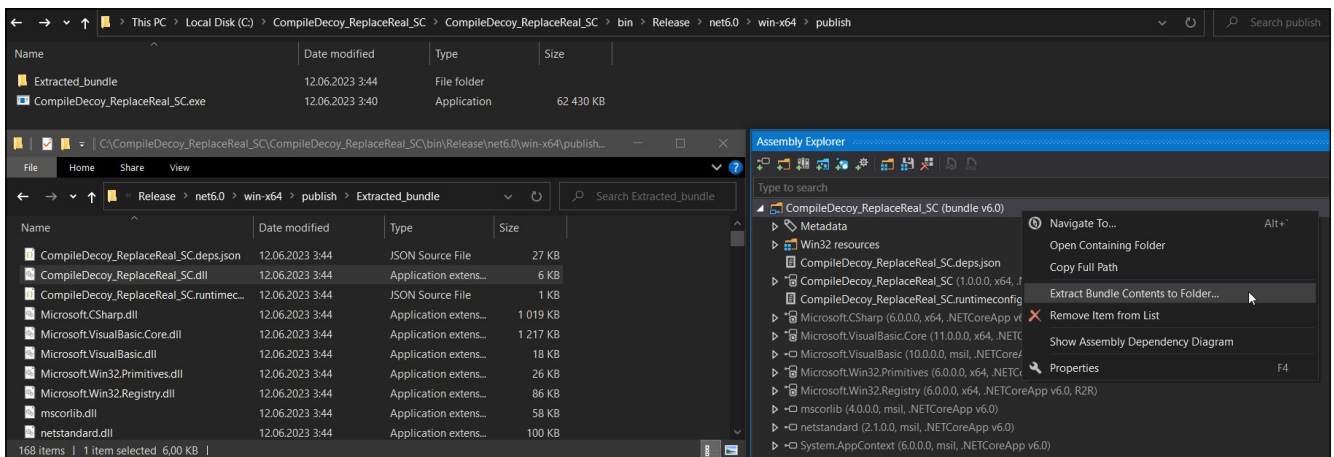 This PC > Local Disk (C:) > CompileDecoy_ReplaceReal_SC > CompileDecoy_ReplaceReal_SC > bin > Release > net6.0 > win-x64 > publish
Search publish
Name Date modified Type Size
Extracted_bundle 12.06.2023 3:44 File folder
CompileDecoy_ReplaceReal_SC.exe 12.06.2023 3:40 Application 62 430 KB
C:\CompileDecoy_ReplaceReal_SC\CompileDecoy_ReplaceReal_SC\bin\Release\net6.0\win-x64\publish...
File Home Share View
« Release > net6.0 > win-x64 > publish > Extracted_bundle
Search Extracted_bundle
Name Date modified Type Size
CompileDecoy_ReplaceReal_SC.deps.json 12.06.2023 3:44 JSON Source File 27 KB
CompileDecoy_ReplaceReal_SC.dll 12.06.2023 3:44 Application extens... 6 KB
CompileDecoy_ReplaceReal_SC.runtimec... 12.06.2023 3:44 JSON Source File 1 KB
Microsoft.CSharp.dll 12.06.2023 3:44 Application extens... 1 019 KB
Microsoft.VisualBasic.Core.dll 12.06.2023 3:44 Application extens... 1 217 KB
Microsoft.VisualBasic.dll 12.06.2023 3:44 Application extens... 18 KB
Microsoft.Win32.Primitives.dll 12.06.2023 3:44 Application extens... 26 KB
Microsoft.Win32.Registry.dll 12.06.2023 3:44 Application extens... 86 KB
mscorlib.dll 12.06.2023 3:44 Application extens... 58 KB
netstandard.dll 12.06.2023 3:44 Application extens... 100 KB
168 items | 1 item selected 6,00 KB |
Assembly Explorer
Type to search
CompileDecoy_ReplaceReal_SC (bundle v6.0)
Metadata
Win32 resources
CompileDecoy_ReplaceReal_SC.deps.json
CompileDecoy_ReplaceReal_SC (1.0.0.0, x64, .
CompileDecoy_ReplaceReal_SC.runtimeconfig
Microsoft.CSharp (6.0.0.0, x64, .NETCoreApp v6
Microsoft.VisualBasic.Core (11.0.0.0, x64, .NETC
Microsoft.VisualBasic (10.0.0.0, msil, .NETCoreA
Microsoft.Win32.Primitives (6.0.0.0, x64, .NETCo
Microsoft.Win32.Registry (6.0.0.0, x64, .NETCoreApp v6.0, R2R)
mscorlib (4.0.0.0, msil, .NETCoreApp v6.0)
netstandard (2.1.0.0, msil, .NETCoreApp v6.0)
System.AppContext (6.0.0.0, msil, .NETCoreApp v6.0)
Navigate To... Alt+`
Open Containing Folder
Copy Full Path
Extract Bundle Contents to Folder...
Remove Item from List
Show Assembly Dependency Diagram
Properties F4